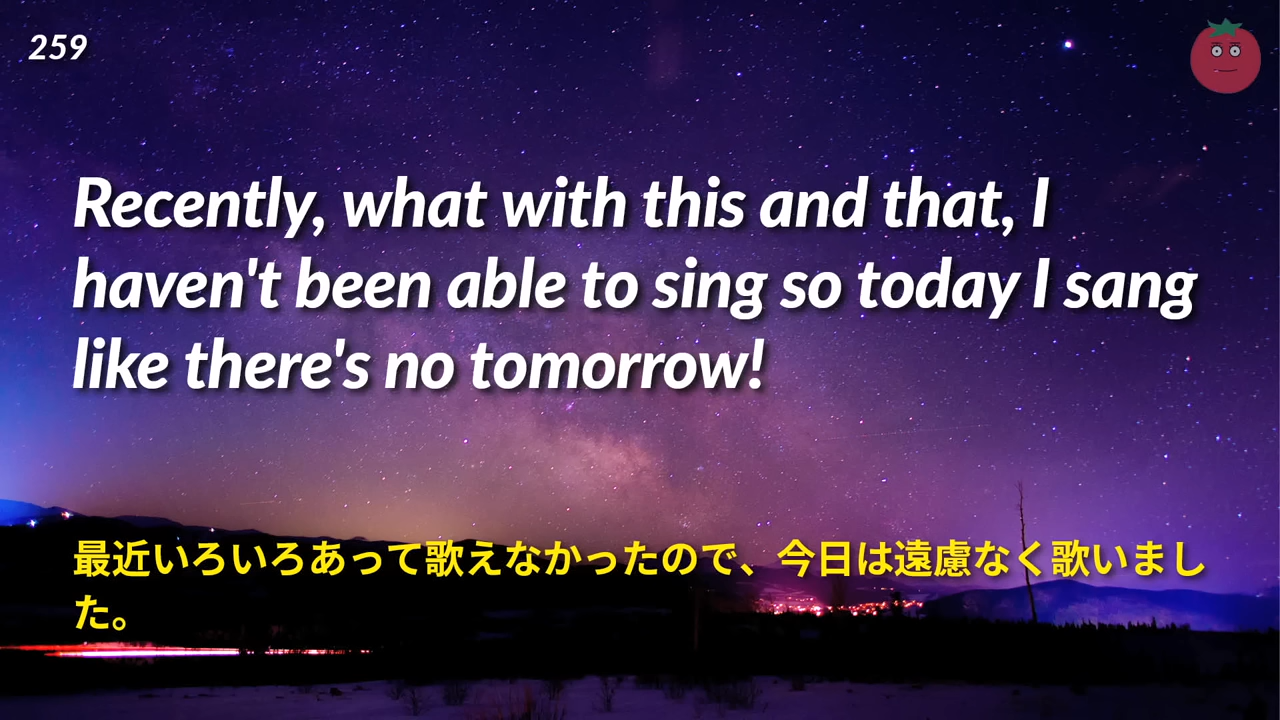 259
Recently, what with this and that, I
haven't been able to sing so today I sang
like there's no tomorrow!
最近いろいろあって歌えなかったので、今日は遠慮なく歌いまし
た。